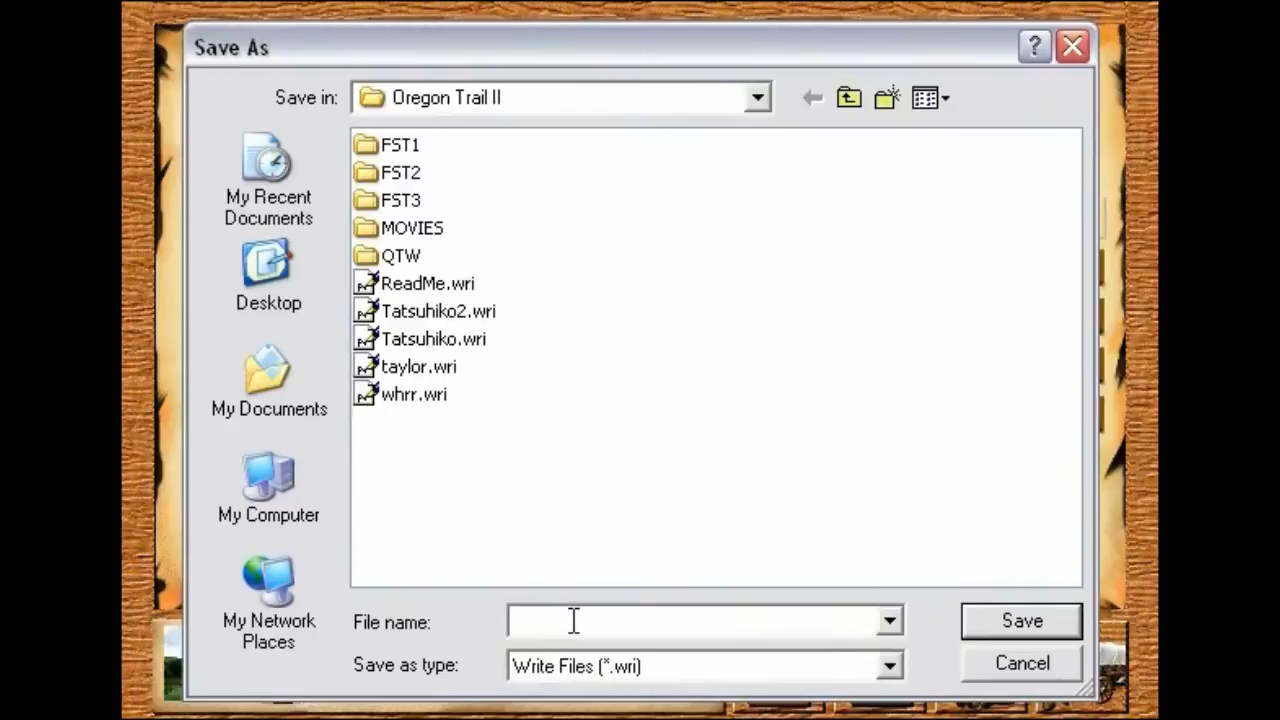 Save As
Save in: Oregon Trail II
My Recent
Documents
Desktop
My Documents
My Computer
My Network
Places
FST1
FST2
FST3
MOVIES
QTW
ReadMe.wri
Tatsuhiko2.wri
Tatsuhiko.wri
taylor.wri
whrr.wri
File name:
Save
Save as type: Write Files (*.wri)
Cancel